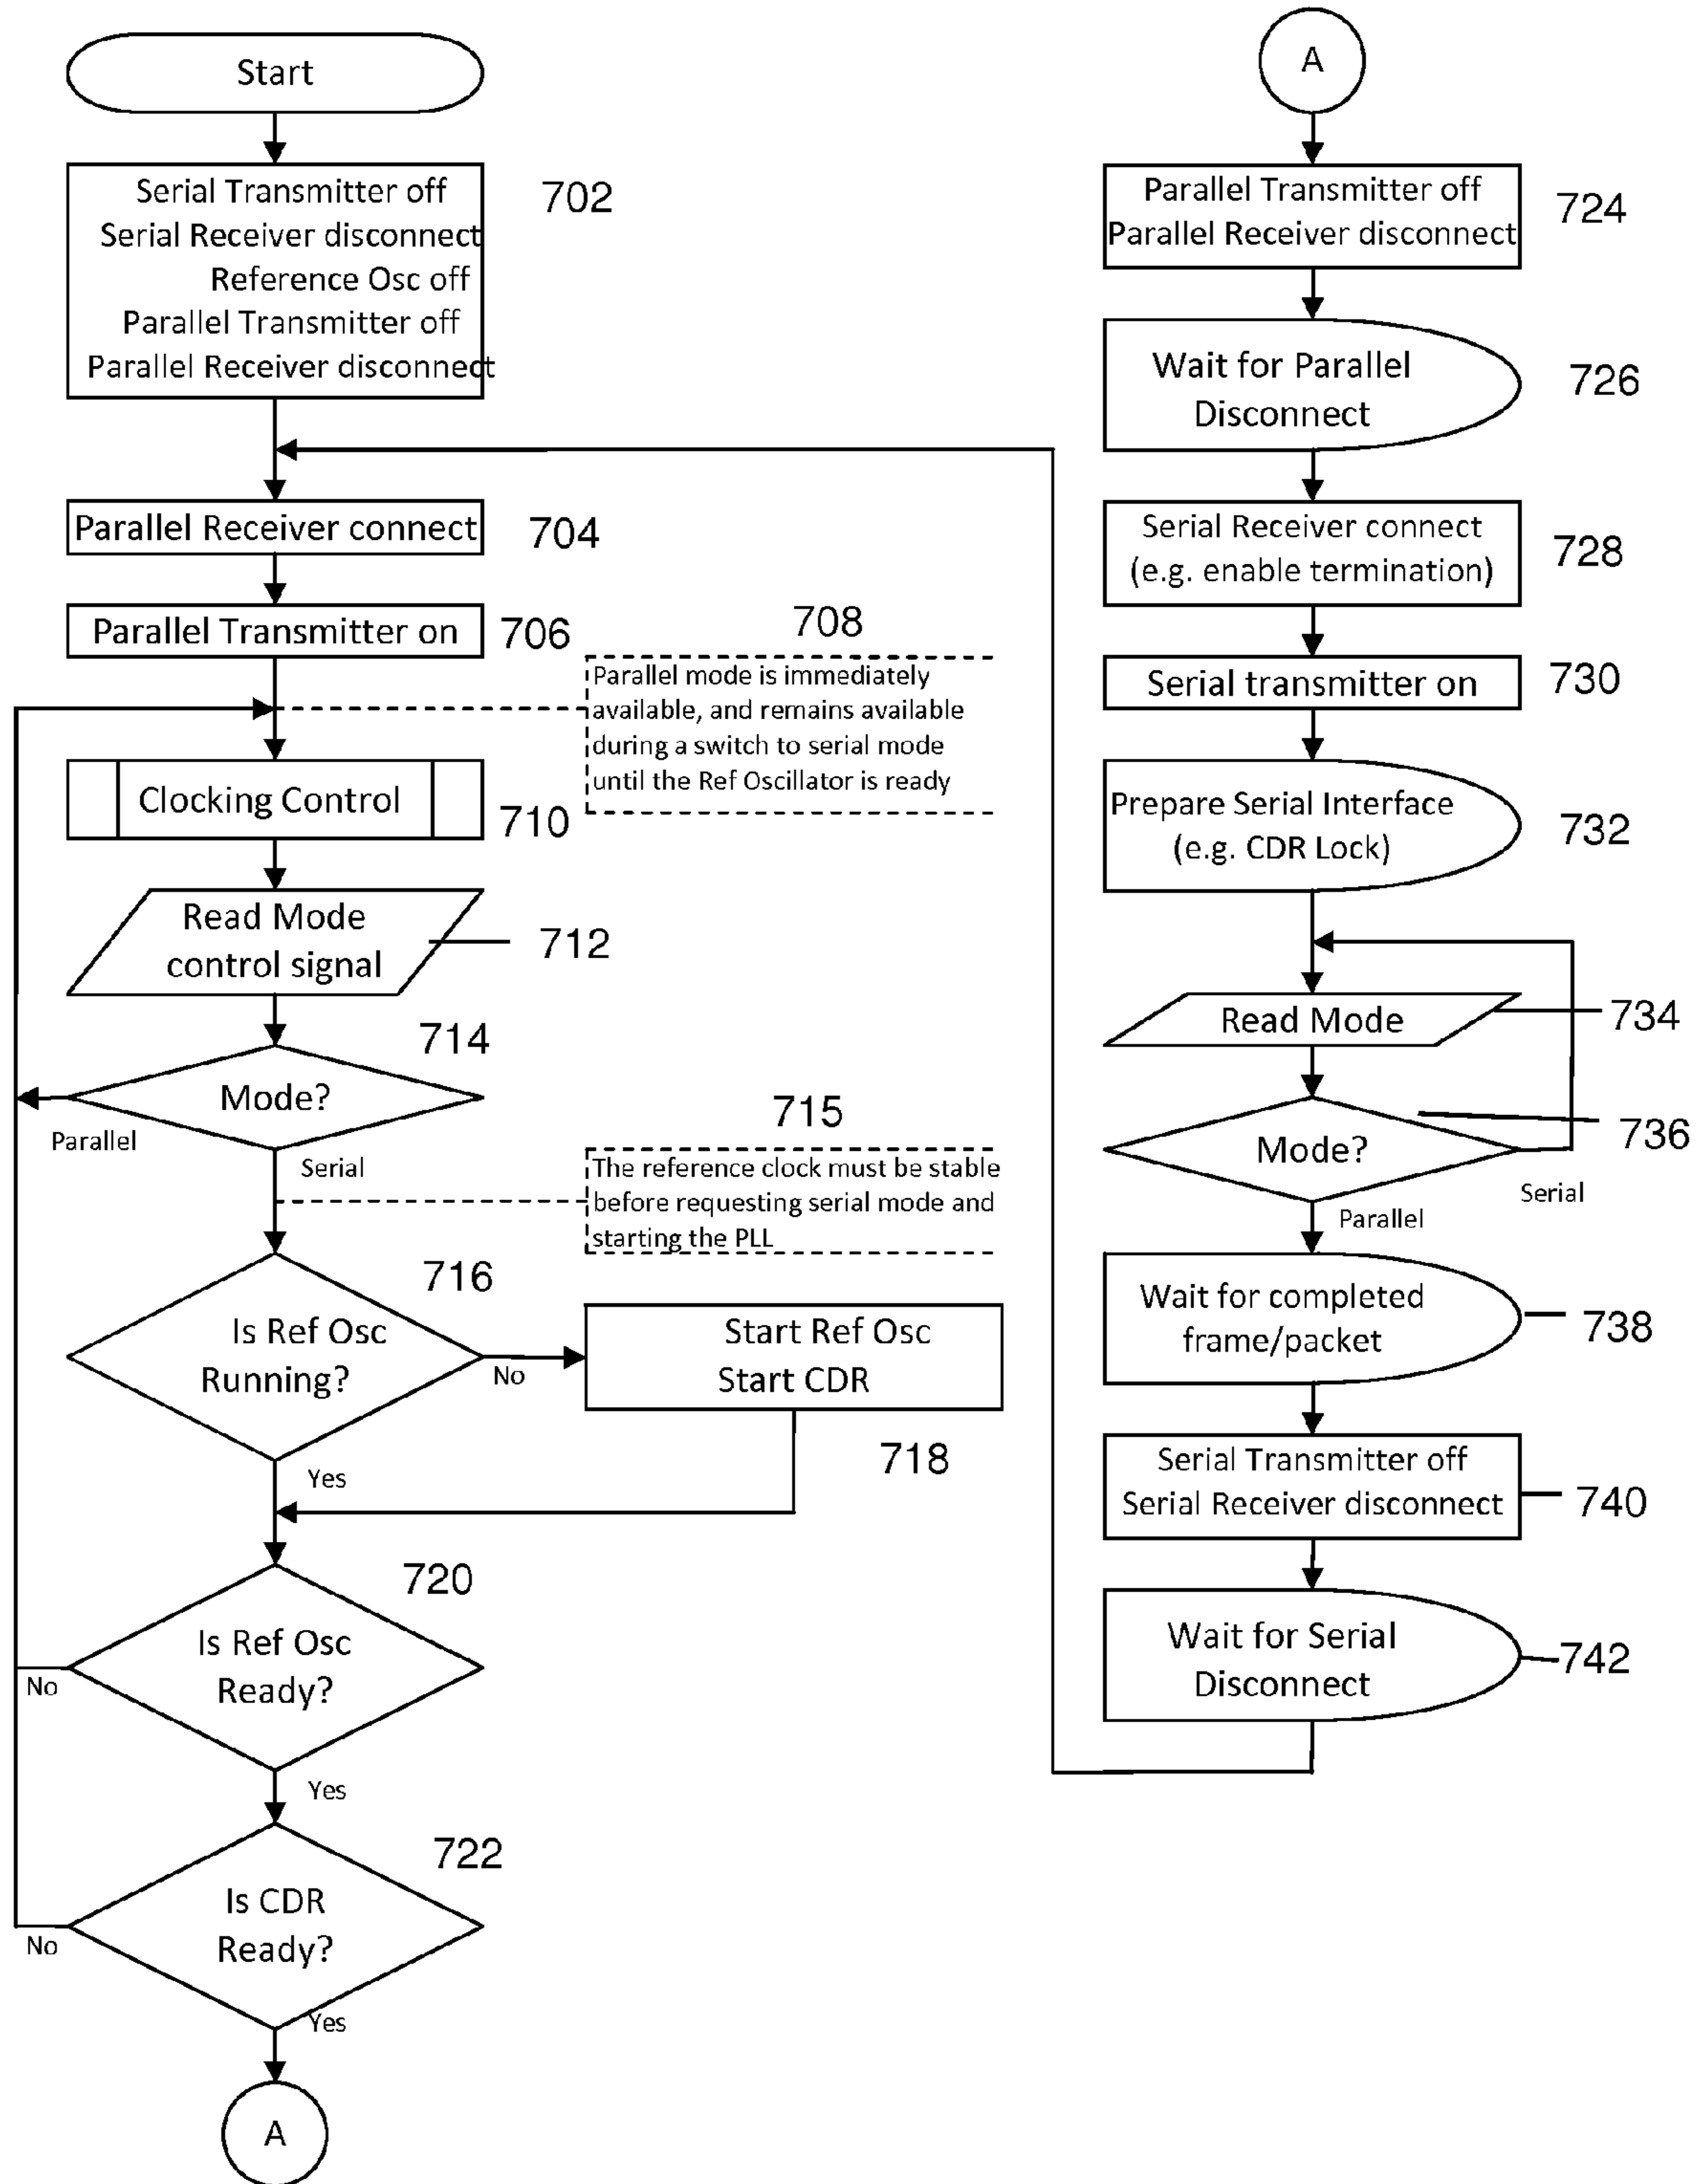 Start
Serial Transmitter off
Serial Receiver disconnect
Reference Osc off
Parallel Transmitter off
Parallel Receiver disconnect
702
Parallel Receiver connect
704
Parallel Transmitter on
706
708
Parallel mode is immediately
available, and remains available
during a switch to serial mode
until the Ref Oscillator is ready
Clocking Control
710
Read Mode
control signal
712
714
Mode?
Parallel
Serial
715
The reference clock must be stable
before requesting serial mode and
starting the PLL
716
Is Ref Osc
Running?
No
Start Ref Osc
Start CDR
718
Yes
720
Is Ref Osc
Ready?
No
Yes
722
Is CDR
Ready?
No
Yes
A
A
Parallel Transmitter off
Parallel Receiver disconnect
724
Wait for Parallel
Disconnect
726
Serial Receiver connect
(e.g. enable termination)
728
Serial transmitter on
730
Prepare Serial Interface
(e.g. CDR Lock)
732
Read Mode
734
Mode?
736
Serial
Parallel
Wait for completed
frame/packet
738
Serial Transmitter off
Serial Receiver disconnect
740
Wait for Serial
Disconnect
742